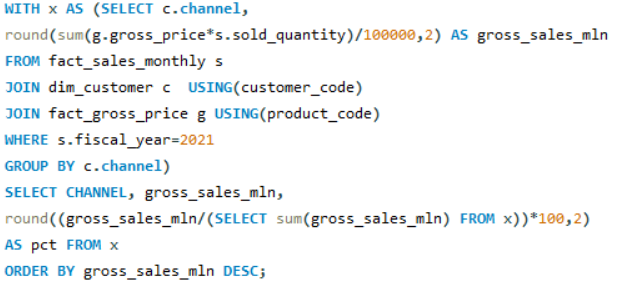 WITH x AS (SELECT c.channel,
round(sum(g.gross_price*s.sold_quantity)/100000,2) AS gross_sales_mln
FROM fact_sales_monthly s
JOIN dim_customer c  USING(customer_code)
JOIN fact_gross_price g USING(product_code)
WHERE s.fiscal_year=2021
GROUP BY c.channel)
SELECT CHANNEL, gross_sales_mln,
round((gross_sales_mln/(SELECT sum(gross_sales_mln) FROM x))*100,2)
AS pct FROM x
ORDER BY gross_sales_mln DESC;